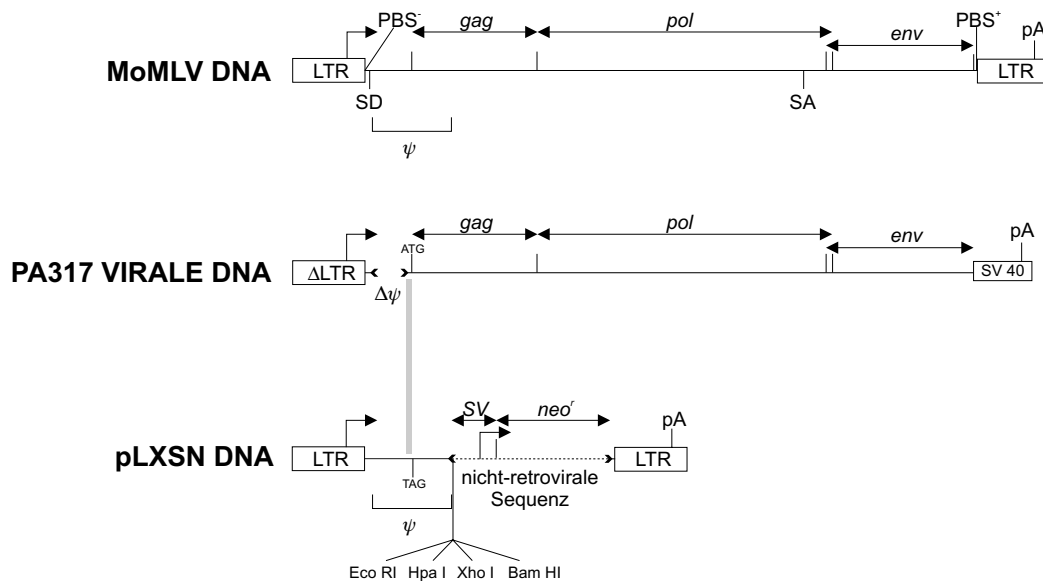 PBS- gag pol PBS+
env pA
MoMLV DNA LTR LTR
SD SA
ψ
gag pol pA
ATG env
PA317 VIRALE DNA ΔLTR SV 40
Δψ
SV neoʳ pA
pLXSN DNA LTR LTR
TAG nicht-retrovirale
Sequenz
ψ
Eco RI Hpa I Xho I Bam HI